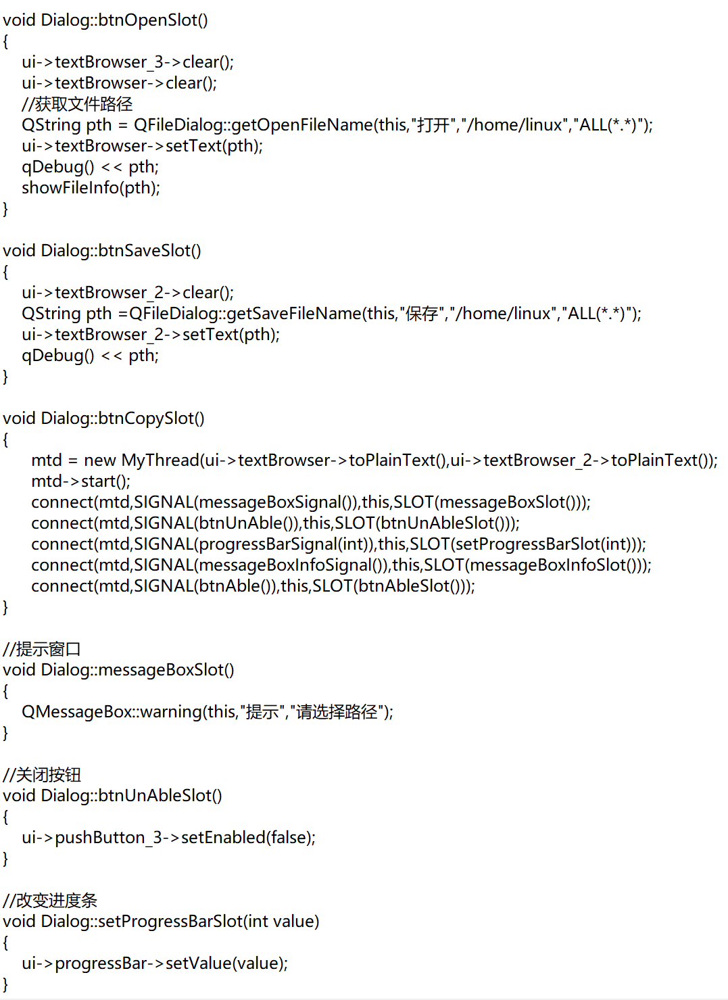 void Dialog::btnOpenSlot()
{
    ui->textBrowser_3->clear();
    ui->textBrowser->clear();
    //获取文件路径
    QString pth = QFileDialog::getOpenFileName(this,"打开","/home/linux","ALL(*.*)");
    ui->textBrowser->setText(pth);
    qDebug() << pth;
    showFileInfo(pth);
}

void Dialog::btnSaveSlot()
{
    ui->textBrowser_2->clear();
    QString pth =QFileDialog::getSaveFileName(this,"保存","/home/linux","ALL(*.*)");
    ui->textBrowser_2->setText(pth);
    qDebug() << pth;
}

void Dialog::btnCopySlot()
{
      mtd = new MyThread(ui->textBrowser->toPlainText(),ui->textBrowser_2->toPlainText());
      mtd->start();
      connect(mtd,SIGNAL(messageBoxSignal()),this,SLOT(messageBoxSlot()));
      connect(mtd,SIGNAL(btnUnAble()),this,SLOT(btnUnAbleSlot()));
      connect(mtd,SIGNAL(progressBarSignal(int)),this,SLOT(setProgressBarSlot(int)));
      connect(mtd,SIGNAL(messageBoxInfoSignal()),this,SLOT(messageBoxInfoSlot()));
      connect(mtd,SIGNAL(btnAble()),this,SLOT(btnAbleSlot()));
}

//提示窗口
void Dialog::messageBoxSlot()
{
    QMessageBox::warning(this,"提示","请选择路径");
}

//关闭按钮
void Dialog::btnUnAbleSlot()
{
    ui->pushButton_3->setEnabled(false);
}

//改变进度条
void Dialog::setProgressBarSlot(int value)
{
    ui->progressBar->setValue(value);
}